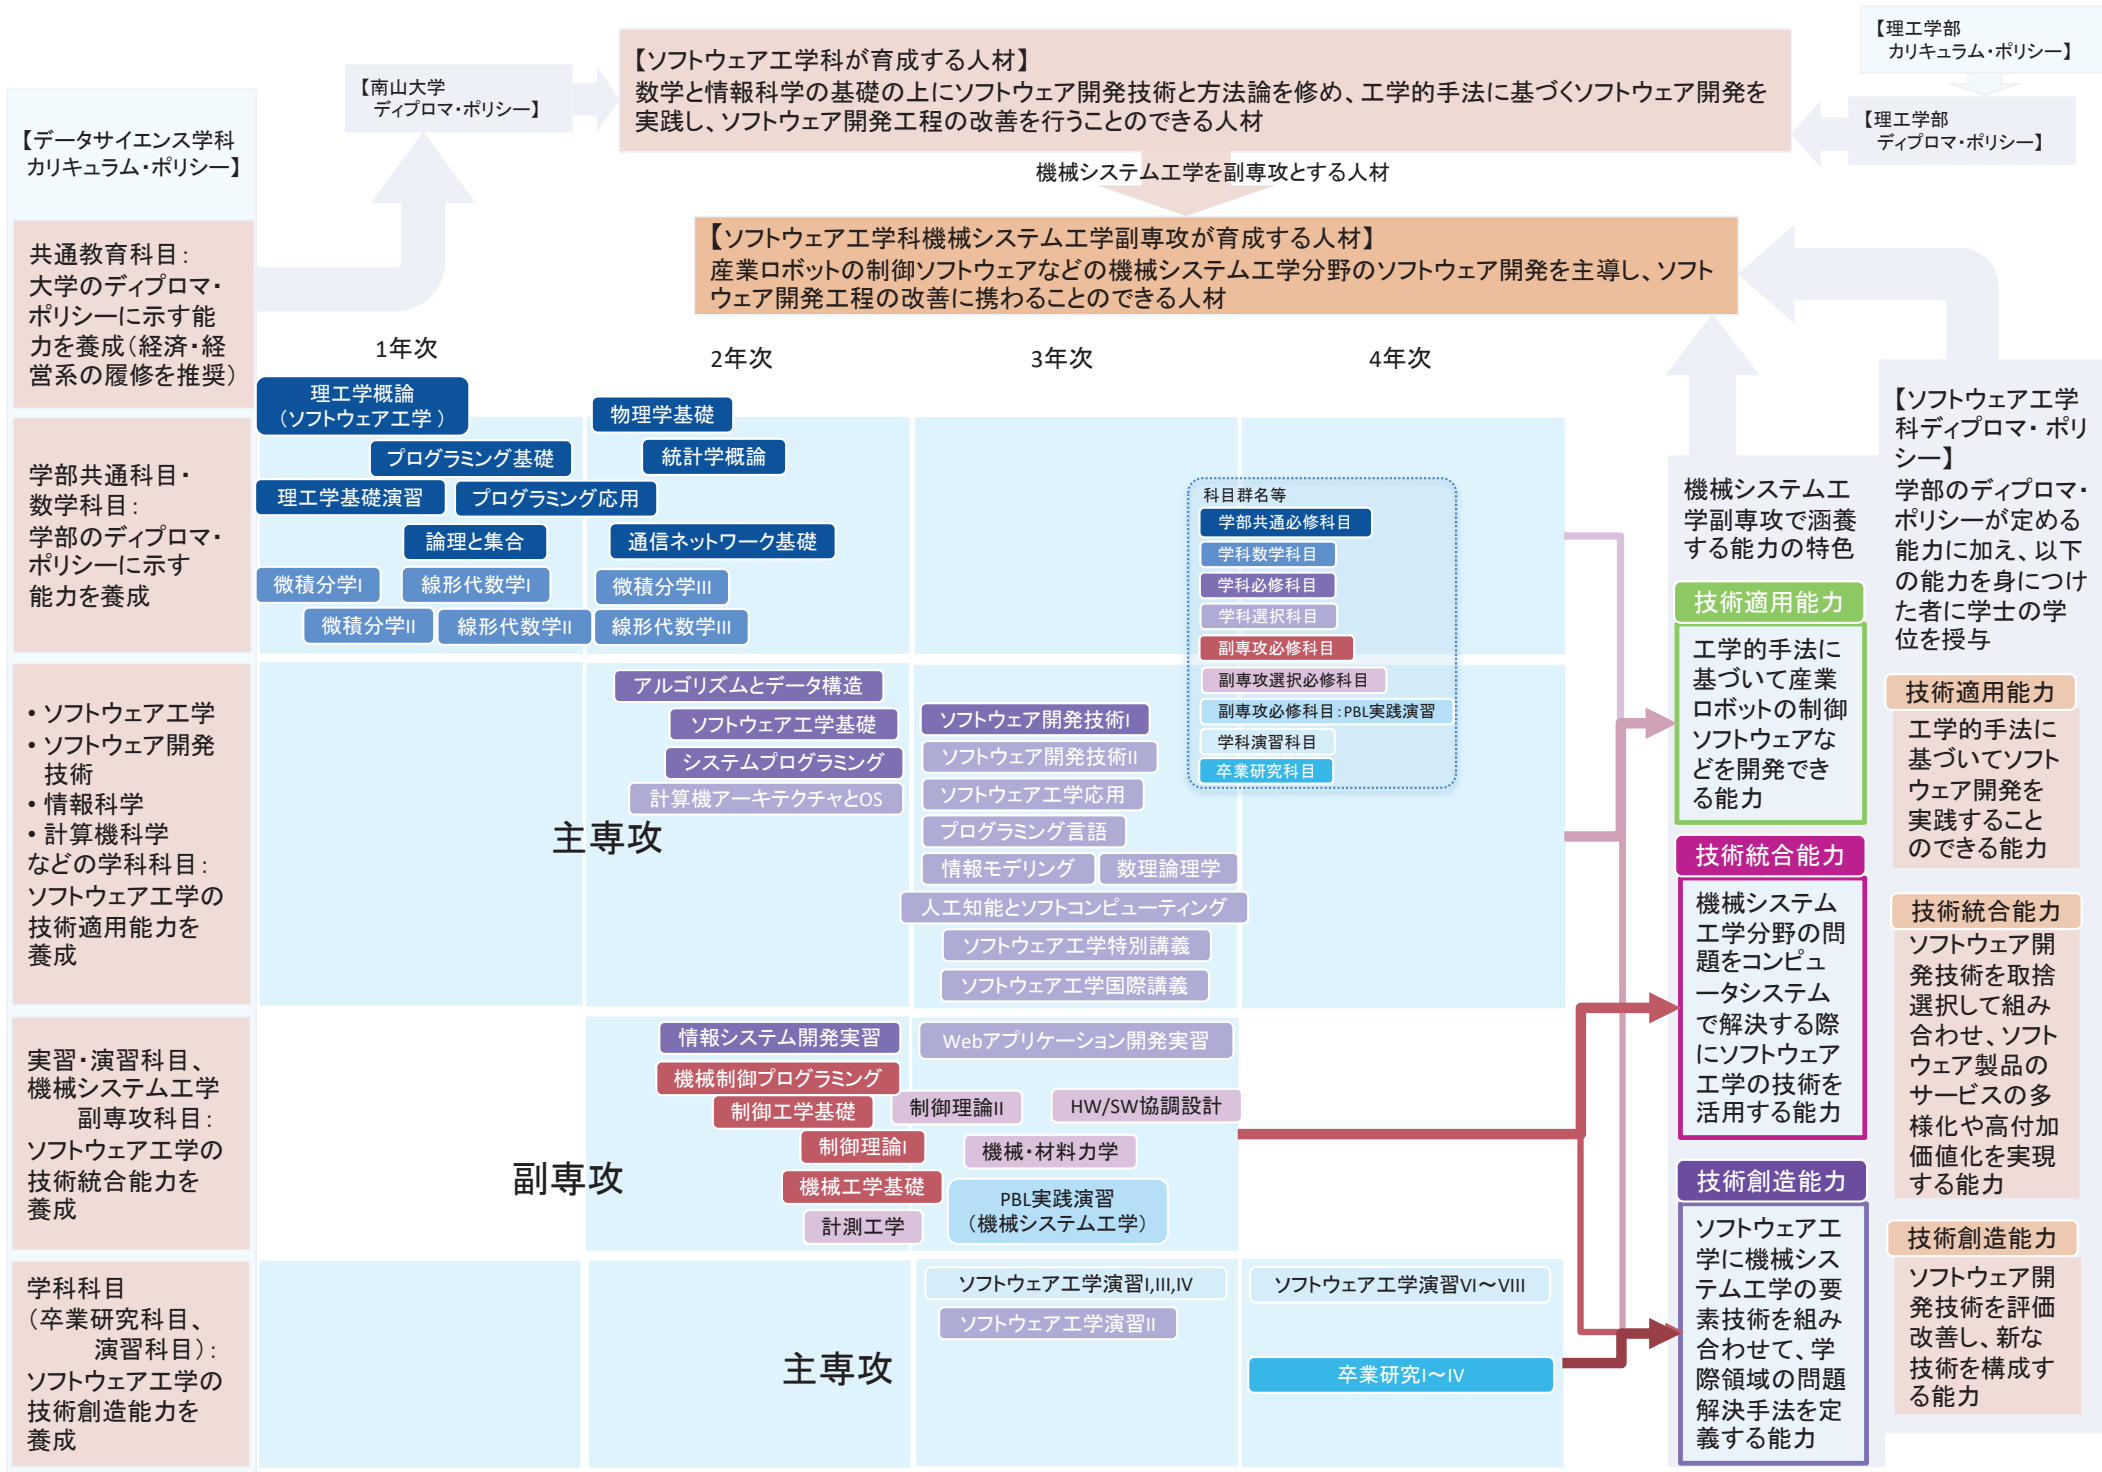 【理工学部
カリキュラム・ポリシー】
【ソフトウェア工学科が育成する人材】
数学と情報科学の基礎の上にソフトウェア開発技術と方法論を修め、工学的手法に基づくソフトウェア開発を
実践し、ソフトウェア開発工程の改善を行うことのできる人材
【南山大学
ディプロマ・ポリシー】
【理工学部
ディプロマ・ポリシー】
【データサイエンス学科
カリキュラム・ポリシー】
機械システム工学を副専攻とする人材
【ソフトウェア工学科機械システム工学副専攻が育成する人材】
産業ロボットの制御ソフトウェアなどの機械システム工学分野のソフトウェア開発を主導し、ソフト
ウェア開発工程の改善に携わることのできる人材
共通教育科目：
大学のディプロマ・
ポリシーに示す能
力を養成（経済・経
営系の履修を推奨）
1年次
2年次
3年次
4年次
学部共通科目・
数学科目：
学部のディプロマ・
ポリシーに示す
能力を養成
理工学概論
（ソフトウェア工学 ）
物理学基礎
プログラミング基礎
統計学概論
理工学基礎演習
プログラミング応用
論理と集合
通信ネットワーク基礎
微積分学I
線形代数学I
微積分学III
微積分学II
線形代数学II
線形代数学III
科目群名等
学部共通必修科目
学科数学科目
学科必修科目
学科選択科目
副専攻必修科目
副専攻選択必修科目
副専攻必修科目：PBL実践演習
学科演習科目
卒業研究科目
• ソフトウェア工学
• ソフトウェア開発
技術
• 情報科学
• 計算機科学
などの学科科目：
ソフトウェア工学の
技術適用能力を
養成
アルゴリズムとデータ構造
ソフトウェア工学基礎
システムプログラミング
計算機アーキテクチャとOS
主専攻
ソフトウェア開発技術I
ソフトウェア開発技術II
ソフトウェア工学応用
プログラミング言語
情報モデリング
数理論理学
人工知能とソフトコンピューティング
ソフトウェア工学特別講義
ソフトウェア工学国際講義
実習・演習科目、
機械システム工学
副専攻科目：
ソフトウェア工学の
技術統合能力を
養成
情報システム開発実習
Webアプリケーション開発実習
機械制御プログラミング
制御工学基礎
制御理論II
HW/SW協調設計
制御理論I
機械・材料力学
副専攻
機械工学基礎
計測工学
PBL実践演習
（機械システム工学）
学科科目
（卒業研究科目、
演習科目）：
ソフトウェア工学の
技術創造能力を
養成
ソフトウェア工学演習I,III,IV
ソフトウェア工学演習VI～VIII
ソフトウェア工学演習II
主専攻
卒業研究I～IV
機械システム工
学副専攻で涵養
する能力の特色
技術適用能力
工学的手法に
基づいて産業
ロボットの制御
ソフトウェアな
どを開発でき
る能力
技術統合能力
機械システム
工学分野の問
題をコンピュ
ータシステム
で解決する際
にソフトウェア
工学の技術を
活用する能力
技術創造能力
ソフトウェア工
学に機械シス
テム工学の要
素技術を組み
合わせて、学
際領域の問題
解決手法を定
義する能力
【ソフトウェア工学
科ディプロマ・ ポリ
シー】
学部のディプロマ・
ポリシーが定める
能力に加え、以下
の能力を身につけ
た者に学士の学
位を授与
技術適用能力
工学的手法に
基づいてソフト
ウェア開発を
実践すること
のできる能力
技術統合能力
ソフトウェア開
発技術を取捨
選択して組み
合わせ、ソフト
ウェア製品の
サービスの多
様化や高付加
価値化を実現
する能力
技術創造能力
ソフトウェア開
発技術を評価
改善し、新な
技術を構成す
る能力